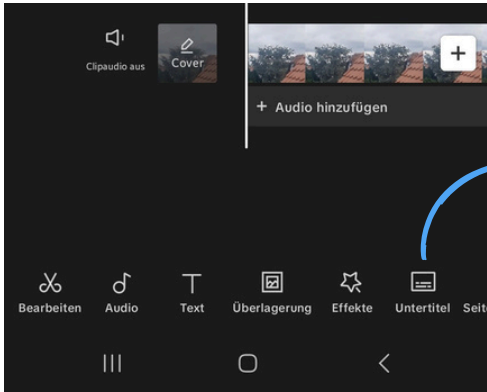 Clipaudio aus
Cover
+ Audio hinzufügen
Bearbeiten Audio Text Überlagerung Effekte Untertitel